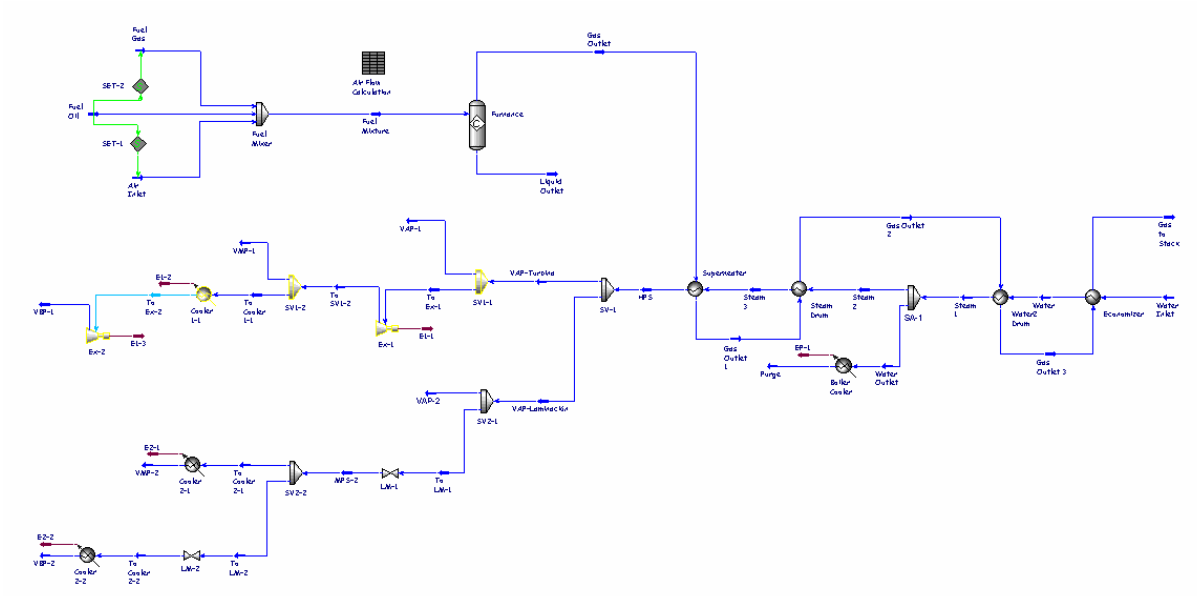 Fuel
Gas
SET-2
Fuel
Oil
SET-1
Air
Inlet
Fuel
Mixer
Air Flow
Calculation
Fuel
Mixture
Furnance
Gas
Outlet
Liquid
Outlet
VAP-1
VMP-1
E1-2
VBP-1
To
Ex-2
Cooler
1-1
To
Cooler
1-1
SV1-2
To
SV1-2
Ex-2
E1-3
Ex-1
E1-1
To
Ex-1
SV1-1
VAP-Turbina
SV-1
HPS
Superheater
Gas
Outlet
1
Steam
3
Steam
Drum
Gas Outlet
2
Steam
2
SA-1
Steam
1
Water2
Drum
Water
Gas
Outlet 3
Economizer
Water
Inlet
Gas
to
Stack
EP-1
Purge
Boiler
Cooler
Water
Outlet
VAP-2
SV2-1
VAP-Laminación
E2-1
VMP-2
Cooler
2-1
To
Cooler
2-1
SV2-2
MPS-2
LM-1
To
LM-1
E2-2
VBP-2
Cooler
2-2
To
Cooler
2-2
LM-2
To
LM-2